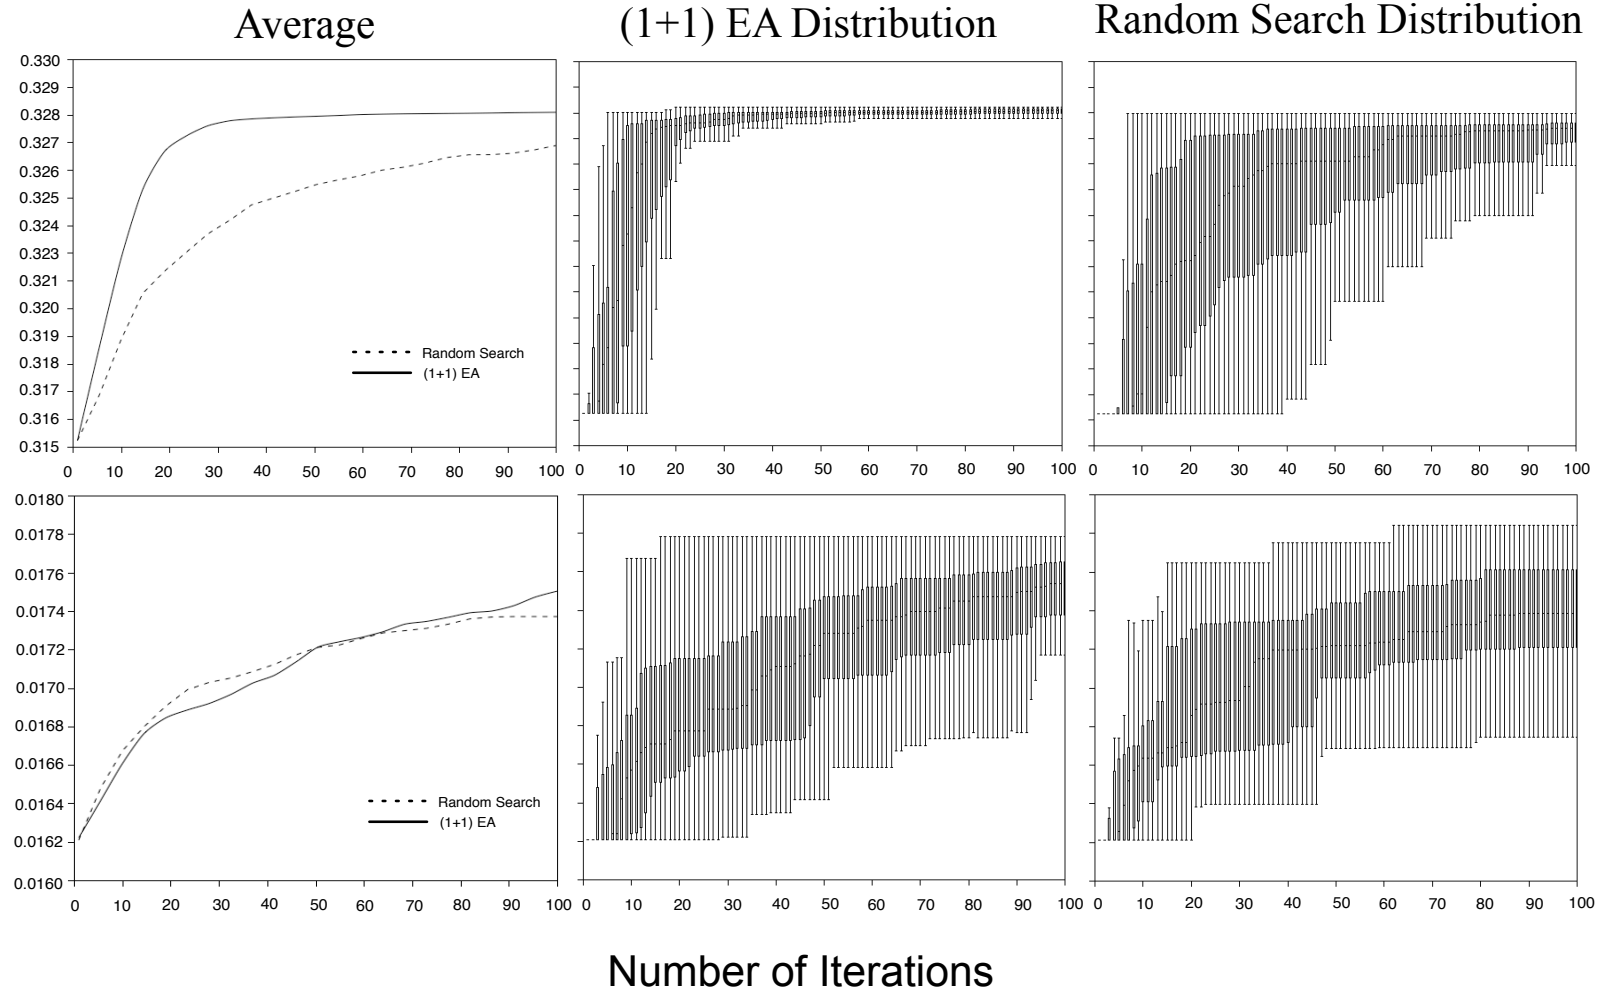 Average
(1+1) EA Distribution
Random Search Distribution
0.330
0.329
0.328
0.327
0.326
0.325
0.324
0.323
0.321
0.320
0.319
0.318
0.317
0.316
0.315
Random Search
(1+1) EA
0 10 20 30 40 50 60 70 80 90 100
0 10 20 30 40 50 60 70 80 90 100
0 10 20 30 40 50 60 70 80 90 100
0.0180
0.0178
0.0176
0.0174
0.0172
0.0170
0.0168
0.0166
0.0164
0.0162
0.0160
Random Search
(1+1) EA
0 10 20 30 40 50 60 70 80 90 100
0 10 20 30 40 50 60 70 80 90 100
0 10 20 30 40 50 60 70 80 90 100
Number of Iterations